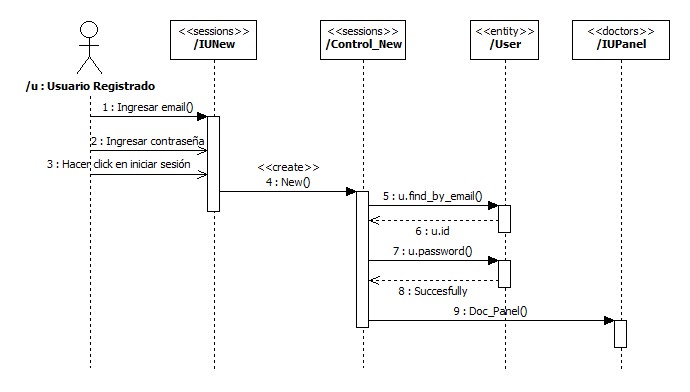 <<sessions>>
/IUNew
<<sessions>>
/Control_New
<<entity>>
/User
<<doctors>>
/IUPanel
/u : Usuario Registrado
1 : Ingresar email()
2 : Ingresar contraseña
3 : Hacer click en iniciar sesión
<<create>>
4 : New()
5 : u.find_by_email()
6 : u.id
7 : u.password()
8 : Succesfully
9 : Doc_Panel()